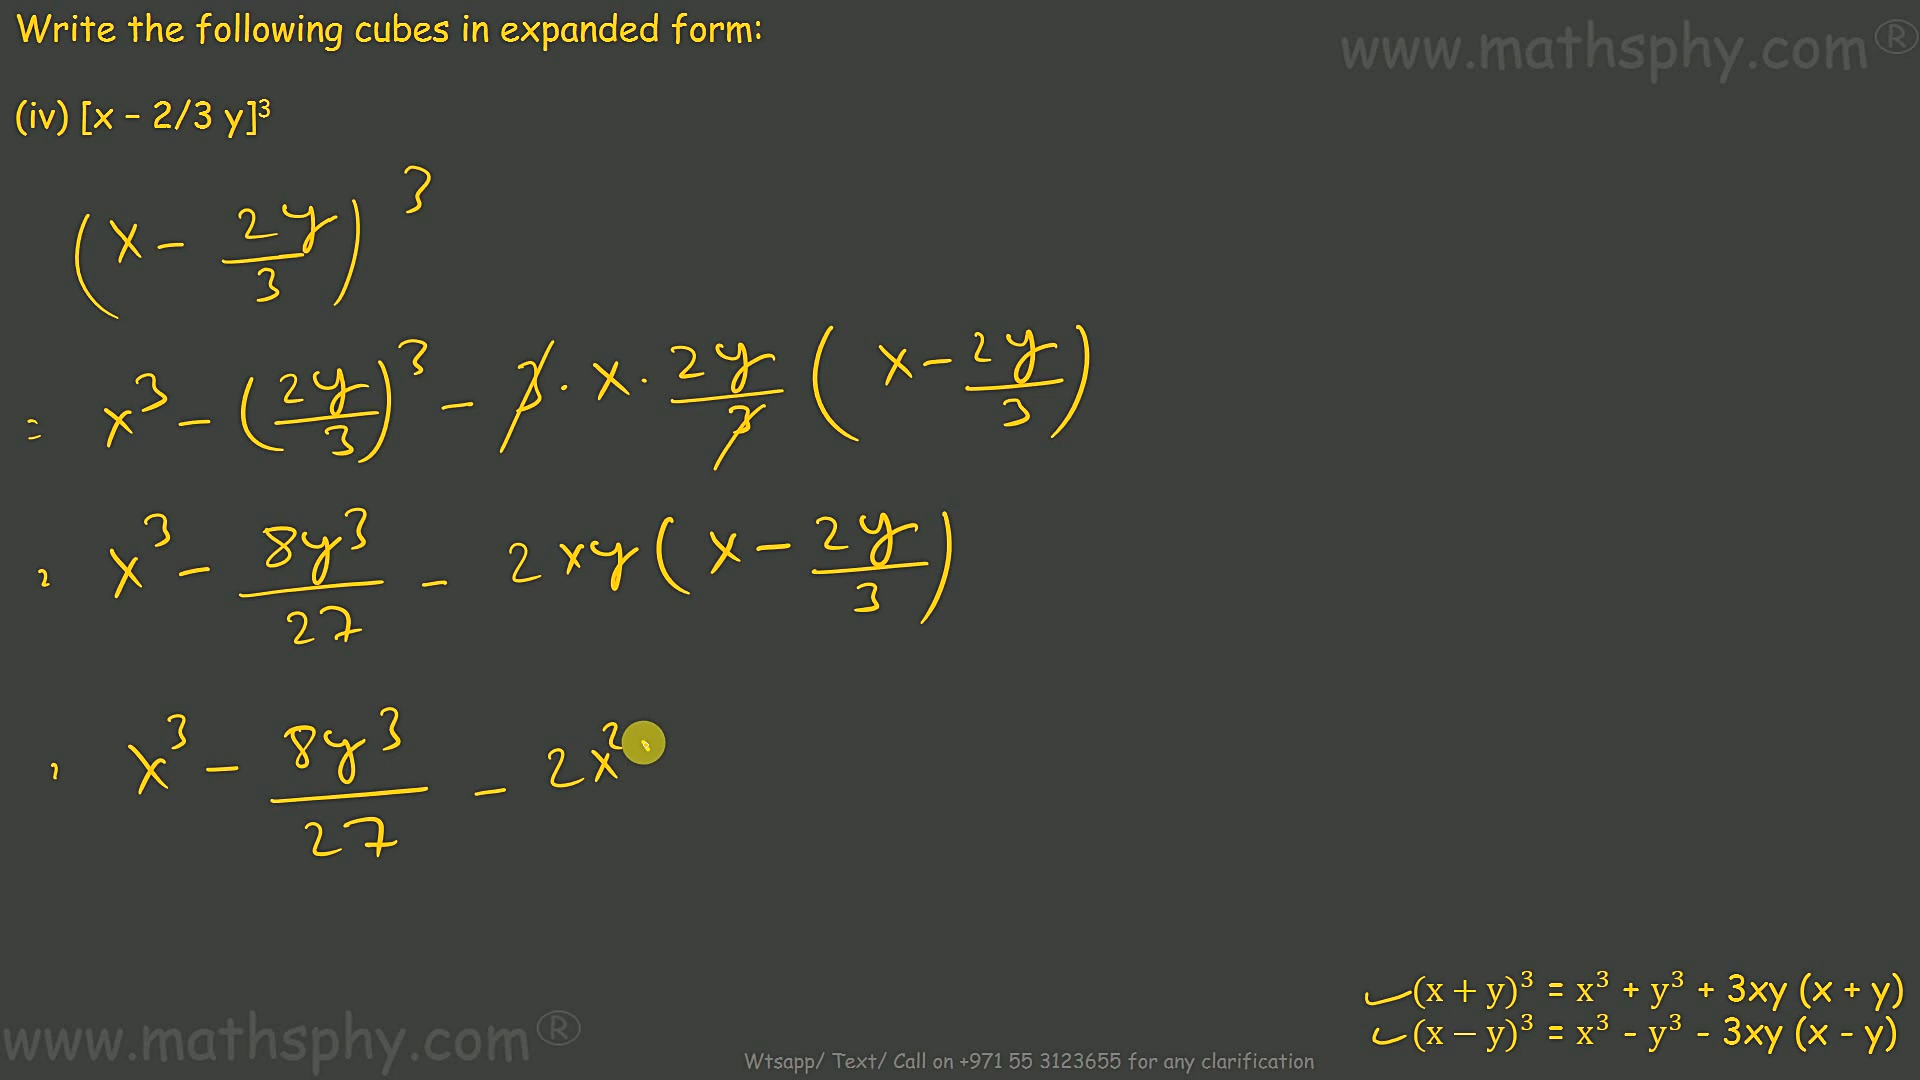 Write the following cubes in expanded form:
www.mathsphy.com®
(iv) [x – 2/3 y]³
(x - 2y/3)³
= x³ - (2y/3)³ - 3 · x · 2y/3 (x - 2y/3)
= x³ - 8y³/27 - 2xy (x - 2y/3)
= x³ - 8y³/27 - 2x²
(x + y)³ = x³ + y³ + 3xy (x + y)
(x − y)³ = x³ - y³ - 3xy (x - y)
www.mathsphy.com®
Wtsapp/ Text/ Call on +971 55 3123655 for any clarification